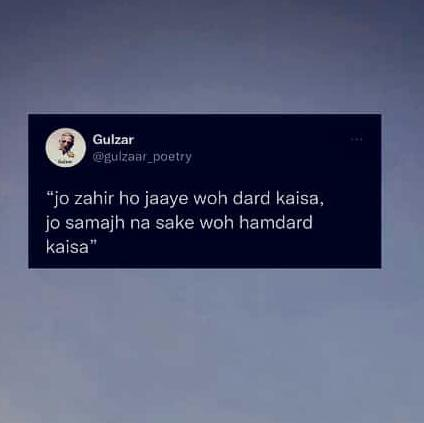 Gulzar
@gulzaar_poetry
“jo zahir ho jaaye woh dard kaisa,
jo samajh na sake woh hamdard
kaisa”